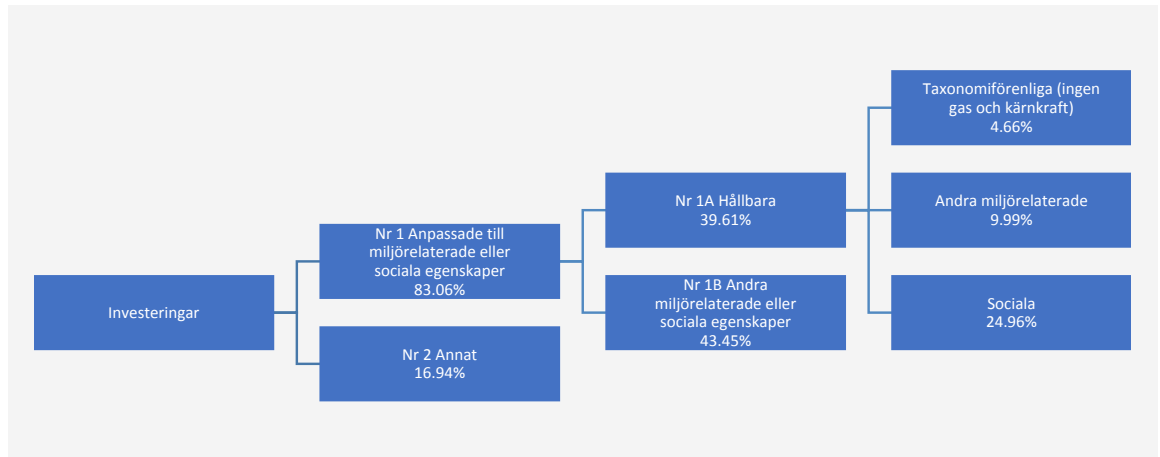 Investeringar
Nr 1 Anpassade till
miljörelaterade eller
sociala egenskaper
83.06%
Nr 2 Annat
16.94%
Nr 1A Hållbara
39.61%
Nr 1B Andra
miljörelaterade eller
sociala egenskaper
43.45%
Taxonomiförenliga (ingen
gas och kärnkraft)
4.66%
Andra miljörelaterade
9.99%
Sociala
24.96%